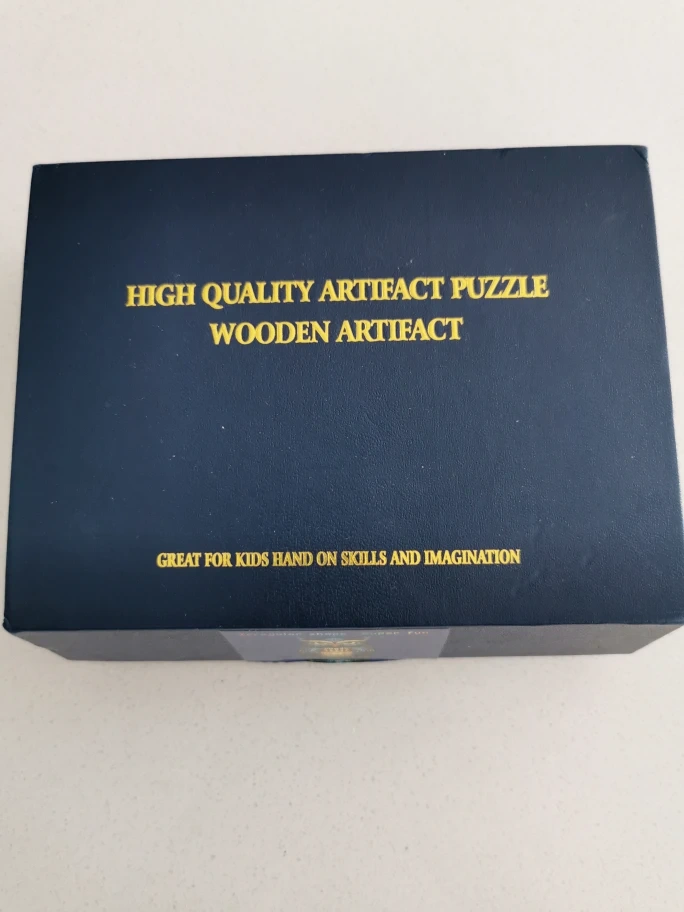 HIGH QUALITY ARTIFACT PUZZLE
WOODEN ARTIFACT
GREAT FOR KIDS HAND ON SKILLS AND IMAGINATION